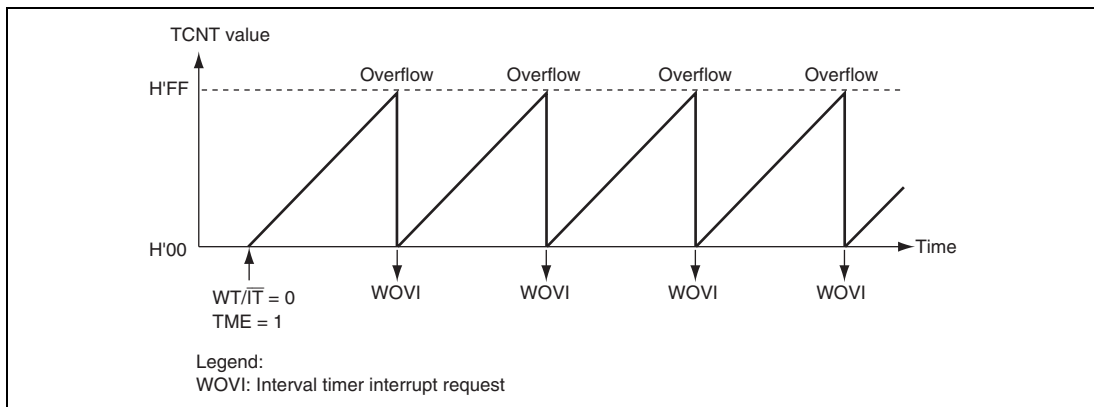 TCNT value
Overflow Overflow Overflow Overflow
H'FF
H'00
Time
WOVI WOVI WOVI WOVI
WT/I̅T̅ = 0
TME = 1
Legend:
WOVI: Interval timer interrupt request